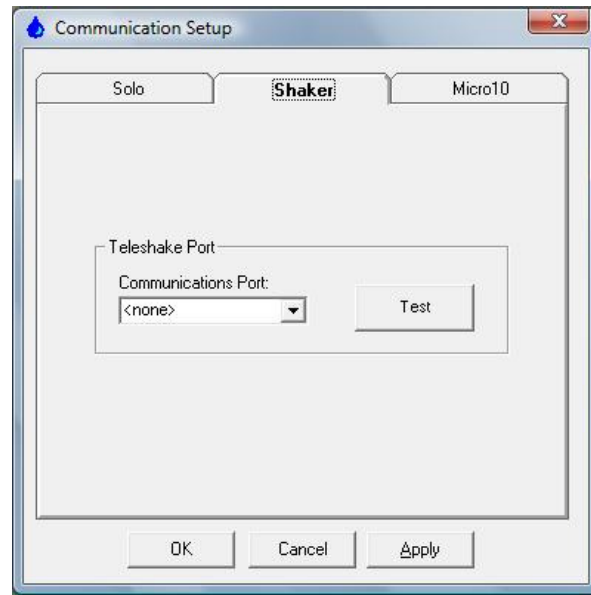 Communication Setup
Solo Shaker Micro10
Teleshake Port
Communications Port:
<none>
Test
OK Cancel Apply